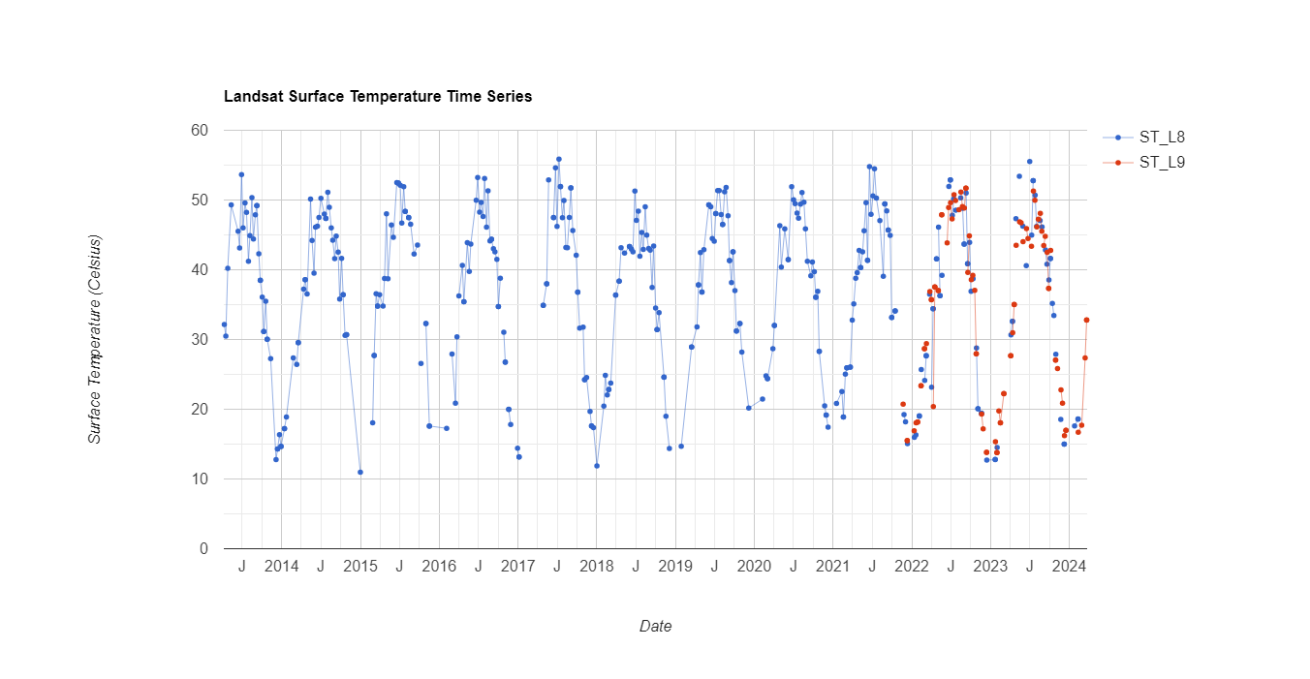 Landsat Surface Temperature Time Series
60
50
40
30
20
10
0
Surface Temperature (Celsius)
ST_L8
ST_L9
J 2014 J 2015 J 2016 J 2017 J 2018 J 2019 J 2020 J 2021 J 2022 J 2023 J 2024
Date